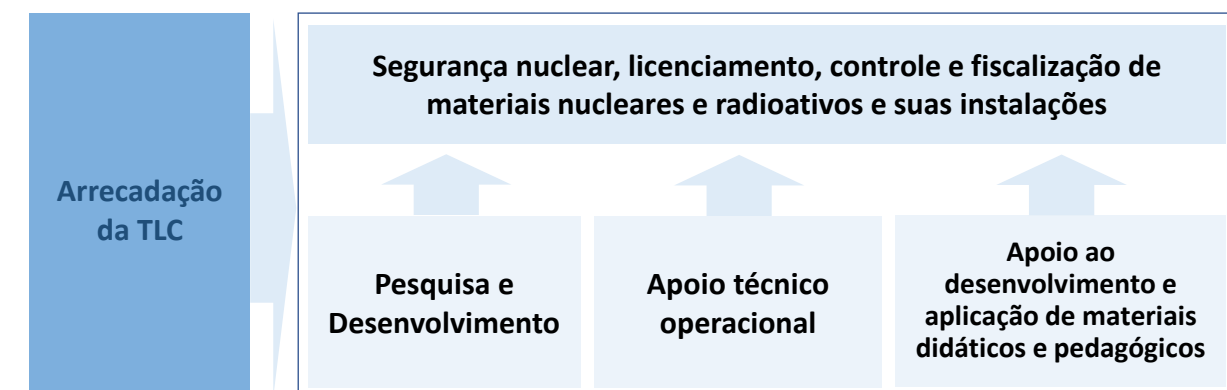 Arrecadação
da TLC
Segurança nuclear, licenciamento, controle e fiscalização de
materiais nucleares e radioativos e suas instalações
Pesquisa e
Desenvolvimento
Apoio técnico
operacional
Apoio ao
desenvolvimento e
aplicação de materiais
didáticos e pedagógicos